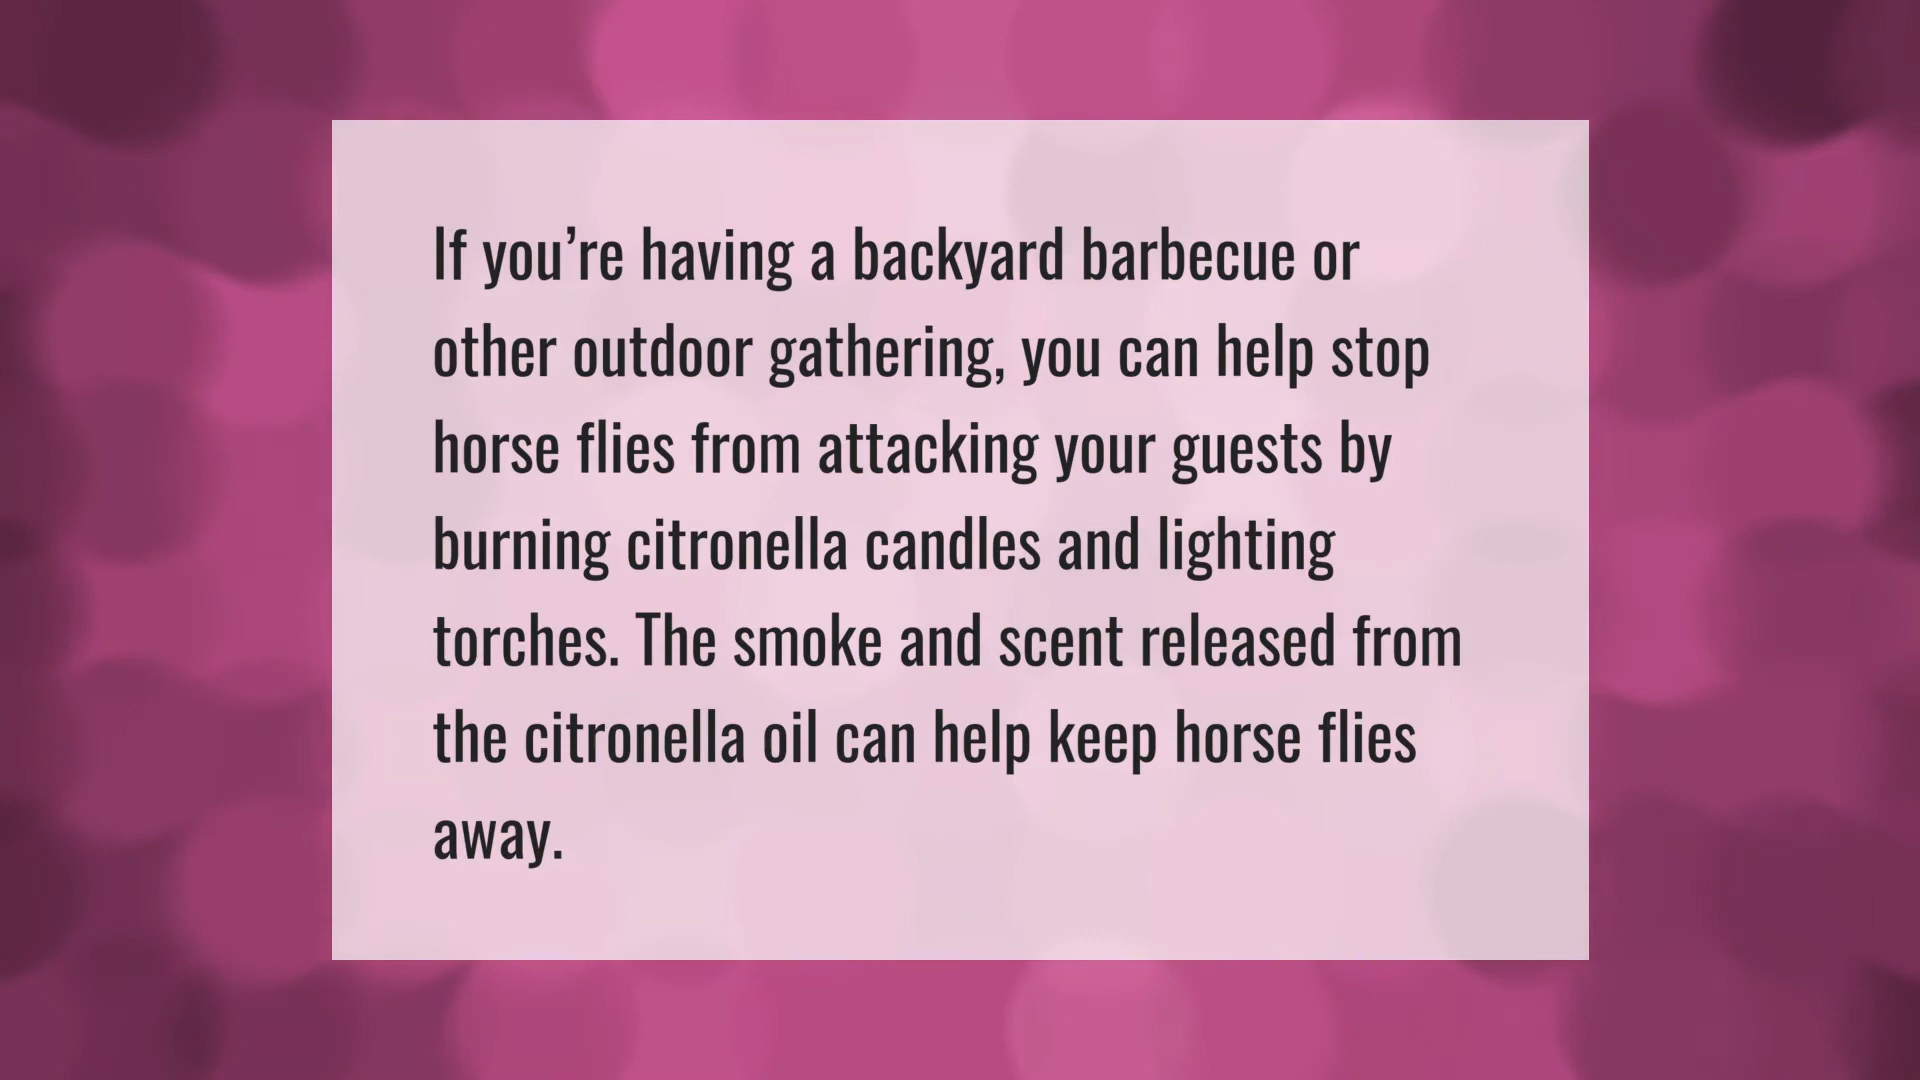 If you’re having a backyard barbecue or
other outdoor gathering, you can help stop
horse flies from attacking your guests by
burning citronella candles and lighting
torches. The smoke and scent released from
the citronella oil can help keep horse flies
away.